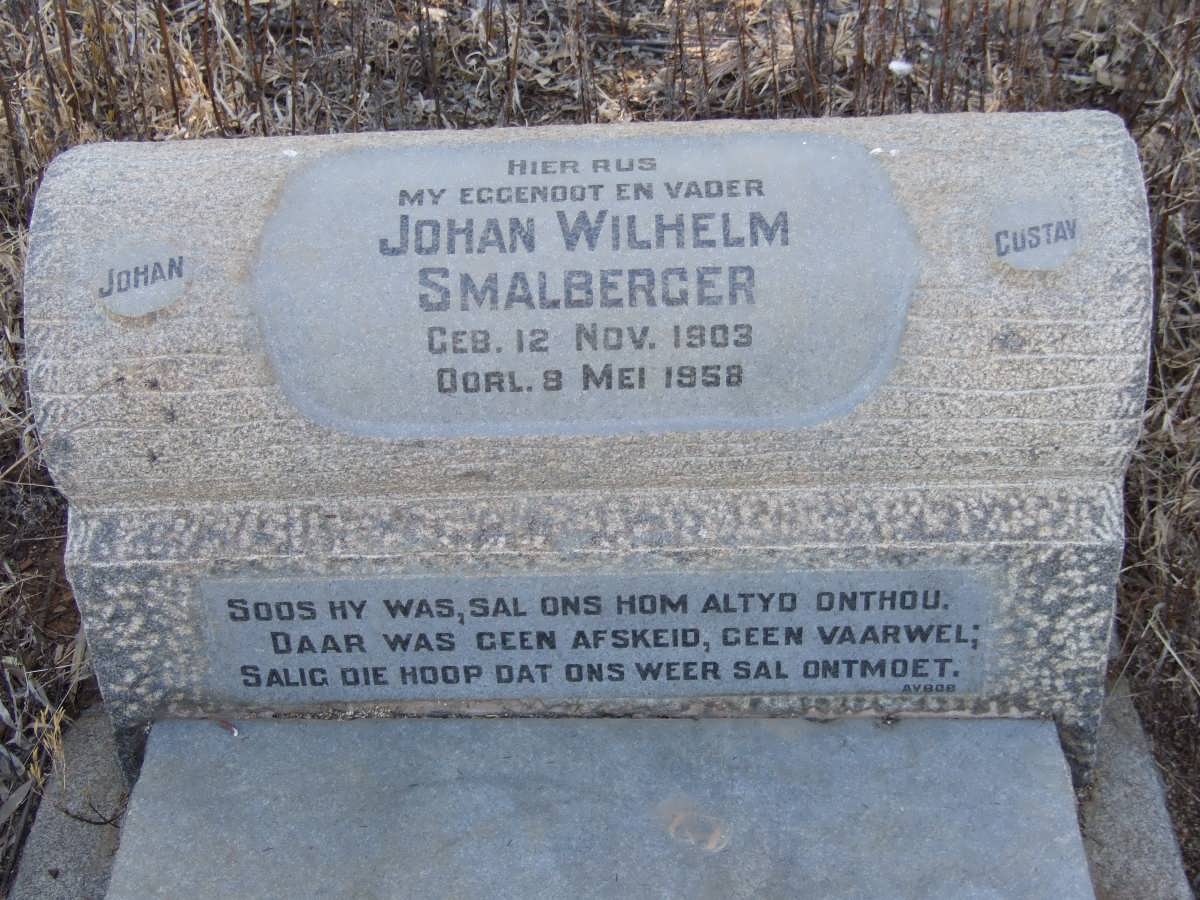 HIER RUS
MY EGGENOOT EN VADER
JOHAN WILHELM
SMALBERGER
GEB. 12 NOV. 1903
OORL. 8 MEI 1958
JOHAN
GUSTAV
SOOS HY WAS, SAL ONS HOM ALTYD ONTHOU.
DAAR WAS GEEN AFSKEID, GEEN VAARWEL;
SALIG DIE HOOP DAT ONS WEER SAL ONTMOET.
AYBOB